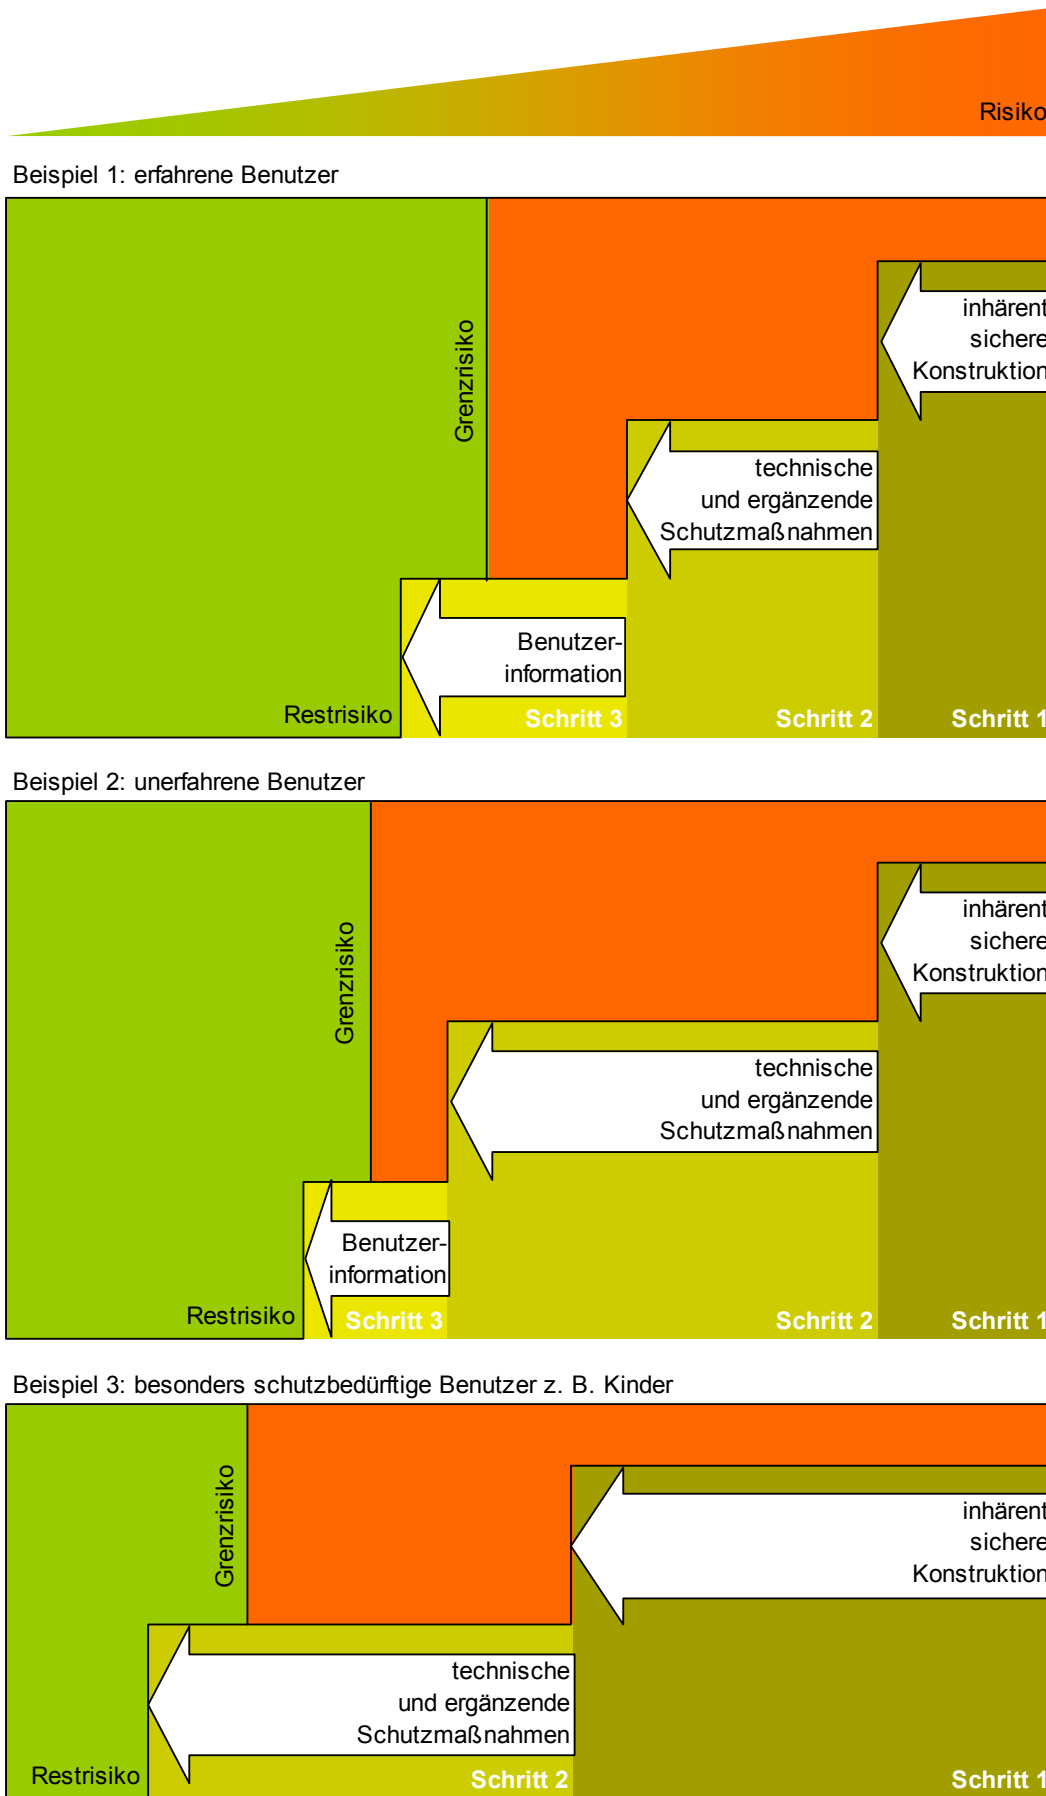 Risiko
Beispiel 1: erfahrene Benutzer
Grenzrisiko
inhärent
sichere
Konstruktion
technische
und ergänzende
Schutzmaßnahmen
Benutzer-
information
Restrisiko
Schritt 3
Schritt 2
Schritt 1
Beispiel 2: unerfahrene Benutzer
Grenzrisiko
inhärent
sichere
Konstruktion
technische
und ergänzende
Schutzmaßnahmen
Benutzer-
information
Restrisiko
Schritt 3
Schritt 2
Schritt 1
Beispiel 3: besonders schutzbedürftige Benutzer z. B. Kinder
Grenzrisiko
inhärent
sichere
Konstruktion
technische
und ergänzende
Schutzmaßnahmen
Restrisiko
Schritt 2
Schritt 1